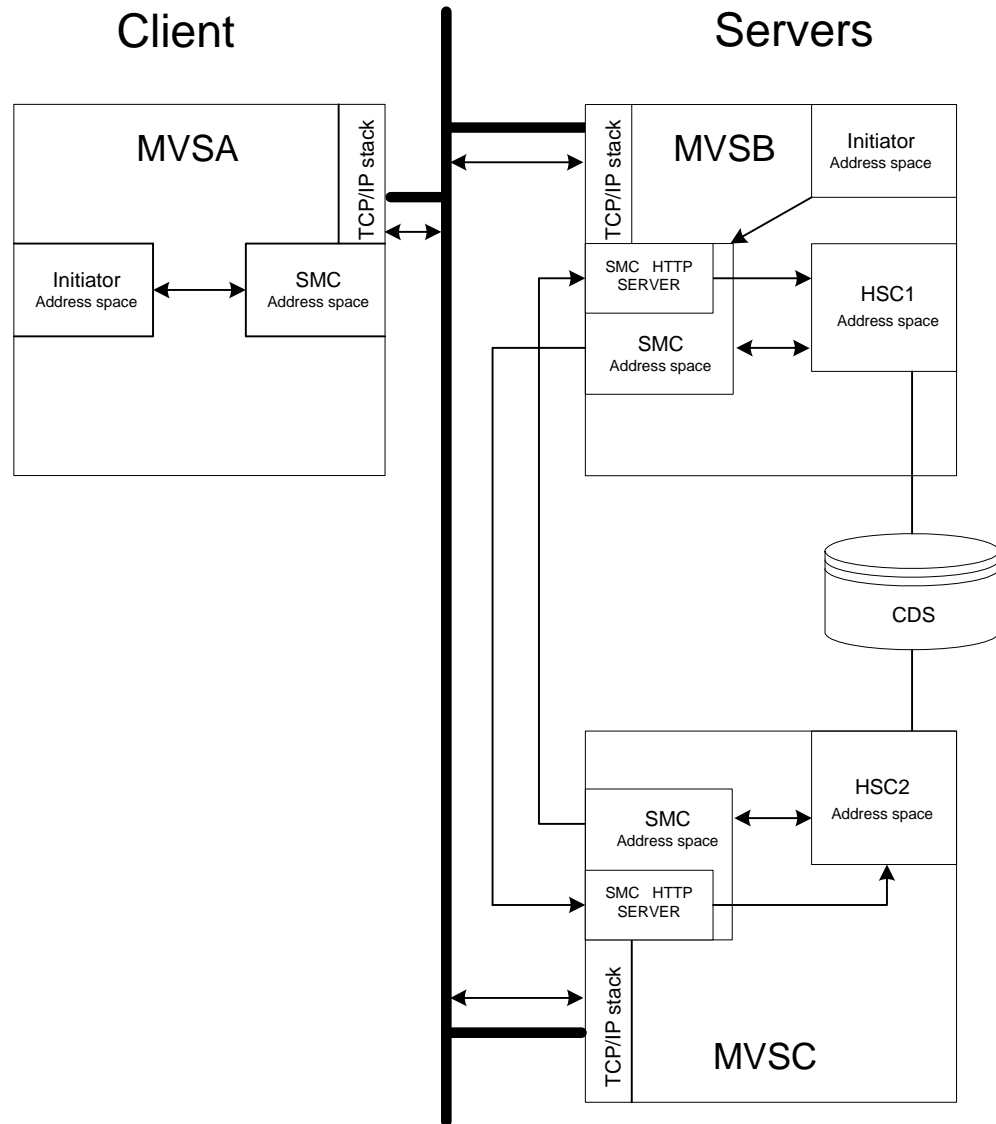 Client
Servers
MVSA
TCP/IP stack
Initiator
Address space
SMC
Address space
TCP/IP stack
MVSB
Initiator
Address space
SMC HTTP
SERVER
SMC
Address space
HSC1
Address space
CDS
HSC2
Address space
SMC
Address space
SMC HTTP
SERVER
TCP/IP stack
MVSC